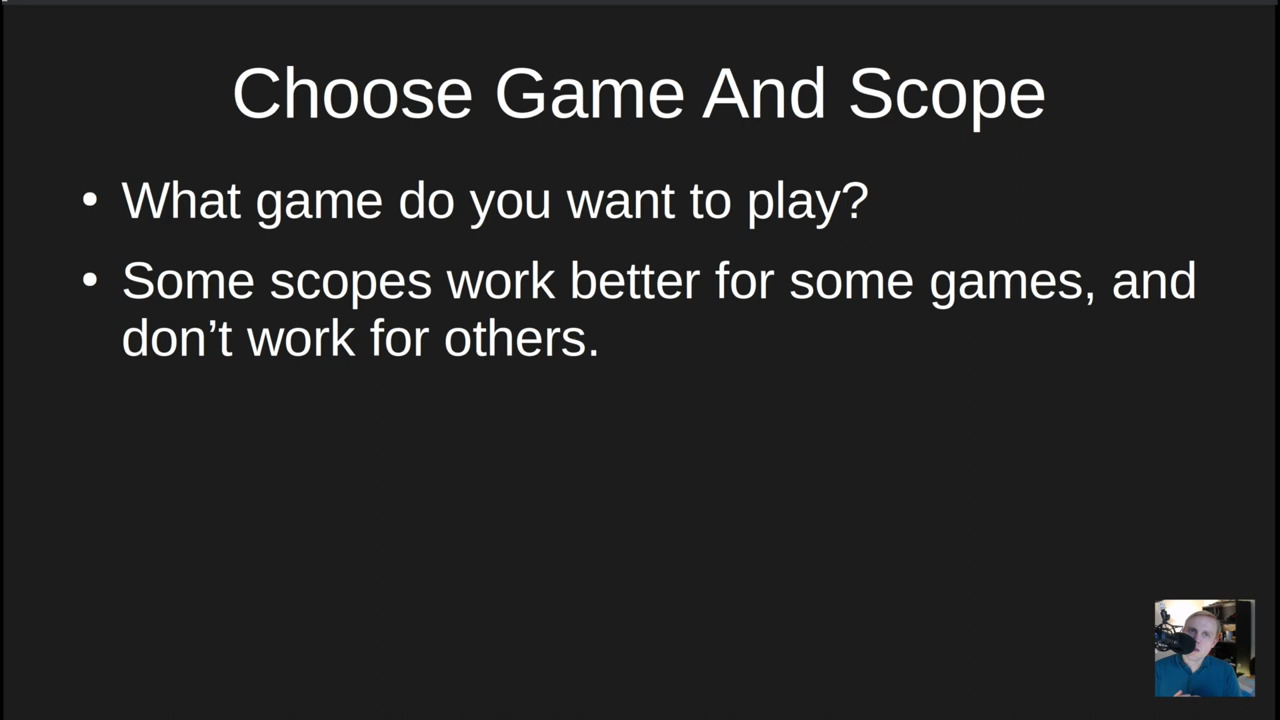 Choose Game And Scope
• What game do you want to play?
• Some scopes work better for some games, and
don’t work for others.